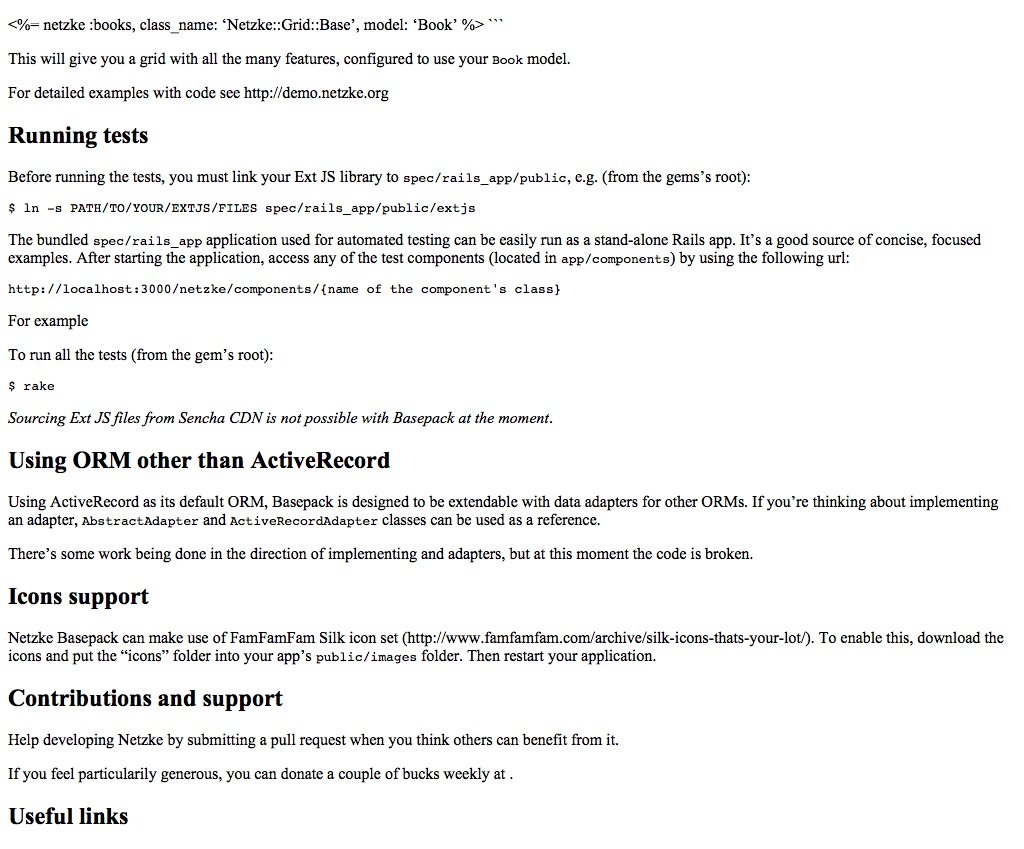 <%= netzke :books, class_name: ‘Netzke::Grid::Base’, model: ‘Book’ %> ```
This will give you a grid with all the many features, configured to use your Book model.
For detailed examples with code see http://demo.netzke.org
Running tests
Before running the tests, you must link your Ext JS library to spec/rails_app/public, e.g. (from the gems’s root):
$ ln -s PATH/TO/YOUR/EXTJS/FILES spec/rails_app/public/extjs
The bundled spec/rails_app application used for automated testing can be easily run as a stand-alone Rails app. It’s a good source of concise, focused
examples. After starting the application, access any of the test components (located in app/components) by using the following url:
http://localhost:3000/netzke/components/{name of the component's class}
For example
To run all the tests (from the gem’s root):
$ rake
Sourcing Ext JS files from Sencha CDN is not possible with Basepack at the moment.
Using ORM other than ActiveRecord
Using ActiveRecord as its default ORM, Basepack is designed to be extendable with data adapters for other ORMs. If you’re thinking about implementing
an adapter, AbstractAdapter and ActiveRecordAdapter classes can be used as a reference.
There’s some work being done in the direction of implementing and adapters, but at this moment the code is broken.
Icons support
Netzke Basepack can make use of FamFamFam Silk icon set (http://www.famfamfam.com/archive/silk-icons-thats-your-lot/). To enable this, download the
icons and put the “icons” folder into your app’s public/images folder. Then restart your application.
Contributions and support
Help developing Netzke by submitting a pull request when you think others can benefit from it.
If you feel particularily generous, you can donate a couple of bucks weekly at .
Useful links